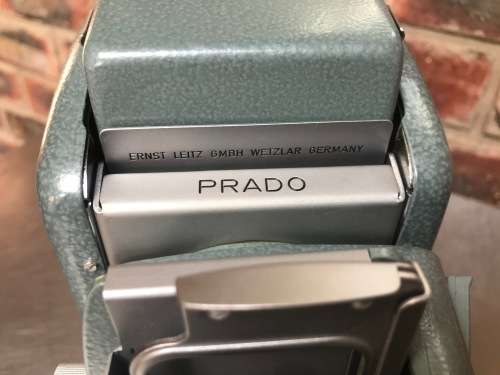 ERNST LEITZ GMBH WETZLAR GERMANY
PRADO